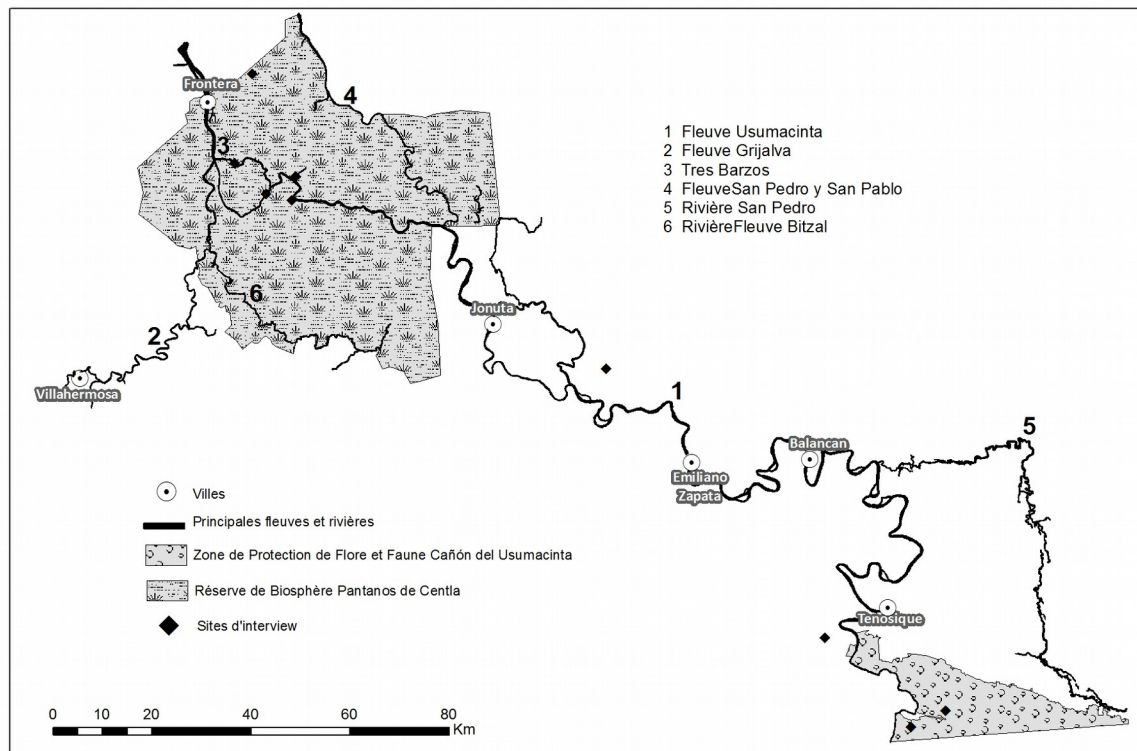 Frontera
4
3
6
2
Villahermosa
Jonuta
1
Emiliano
Zapata
Balancan
5
Tenosique
1 Fleuve Usumacinta
2 Fleuve Grijalva
3 Tres Barzos
4 FleuveSan Pedro y San Pablo
5 Rivière San Pedro
6 RivièreFleuve Bitzal
Villes
Principales fleuves et rivières
Zone de Protection de Flore et Faune Cañón del Usumacinta
Réserve de Biosphère Pantanos de Centla
Sites d'interview
0 10 20 40 60 80
Km